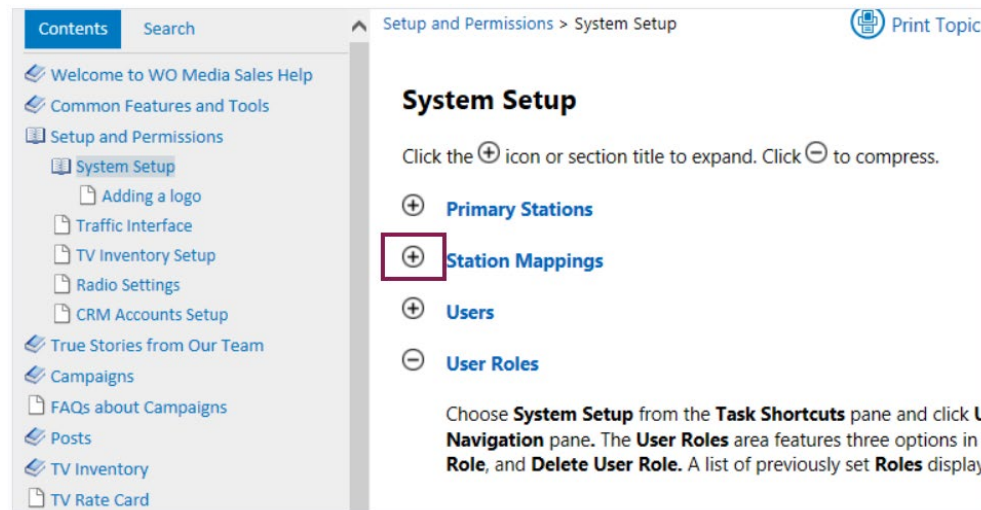 Contents Search
Welcome to WO Media Sales Help
Common Features and Tools
Setup and Permissions
System Setup
Adding a logo
Traffic Interface
TV Inventory Setup
Radio Settings
CRM Accounts Setup
True Stories from Our Team
Campaigns
FAQs about Campaigns
Posts
TV Inventory
TV Rate Card
Setup and Permissions > System Setup
Print Topic
System Setup
Click the icon or section title to expand. Click to compress.
Primary Stations
Station Mappings
Users
User Roles
Choose System Setup from the Task Shortcuts pane and click
Navigation pane. The User Roles area features three options in
Role, and Delete User Role. A list of previously set Roles